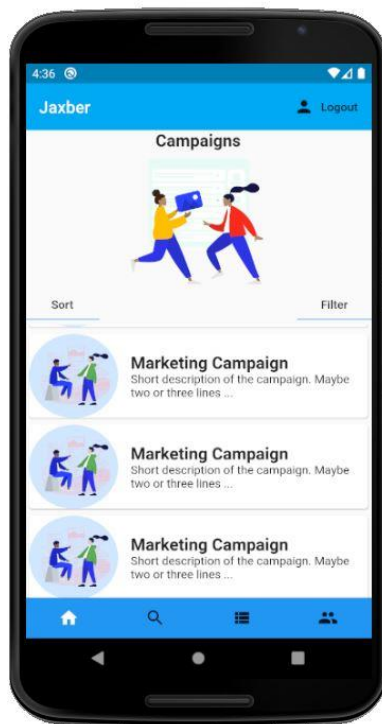 4:36
Jaxber
Logout
Campaigns
Sort
Filter
Marketing Campaign
Short description of the campaign. Maybe
two or three lines ...
Marketing Campaign
Short description of the campaign. Maybe
two or three lines ...
Marketing Campaign
Short description of the campaign. Maybe
two or three lines ...